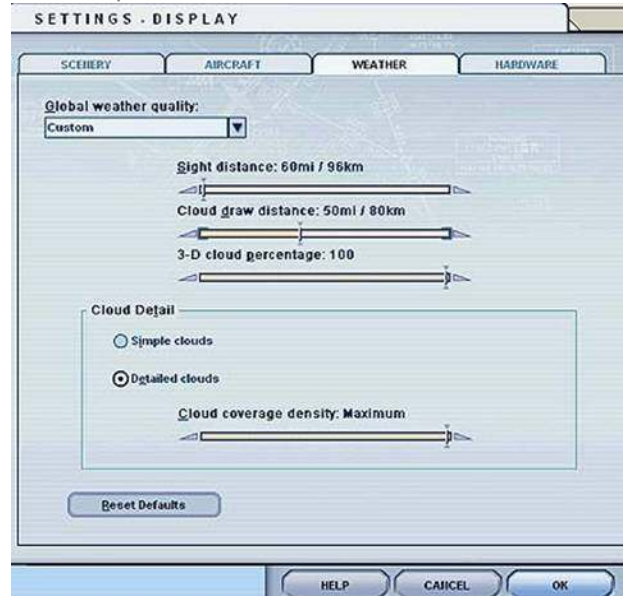 SETTINGS - DISPLAY
SCENERY AIRCRAFT WEATHER HARDWARE
Global weather quality:
Custom
Sight distance: 60mi / 96km
Cloud draw distance: 50mi / 80km
3-D cloud percentage: 100
Cloud Detail
Simple clouds
Detailed clouds
Cloud coverage density: Maximum
Reset Defaults
HELP CANCEL OK